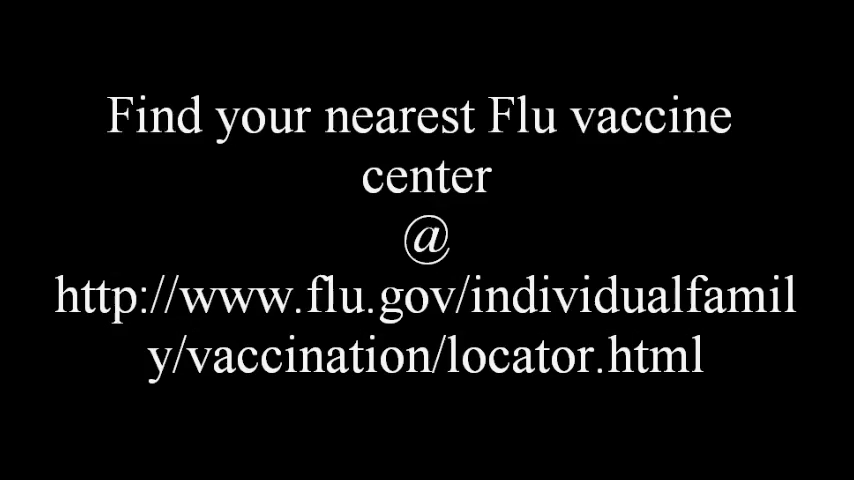 Find your nearest Flu vaccine
center
@
http://www.flu.gov/individualfamil
y/vaccination/locator.html